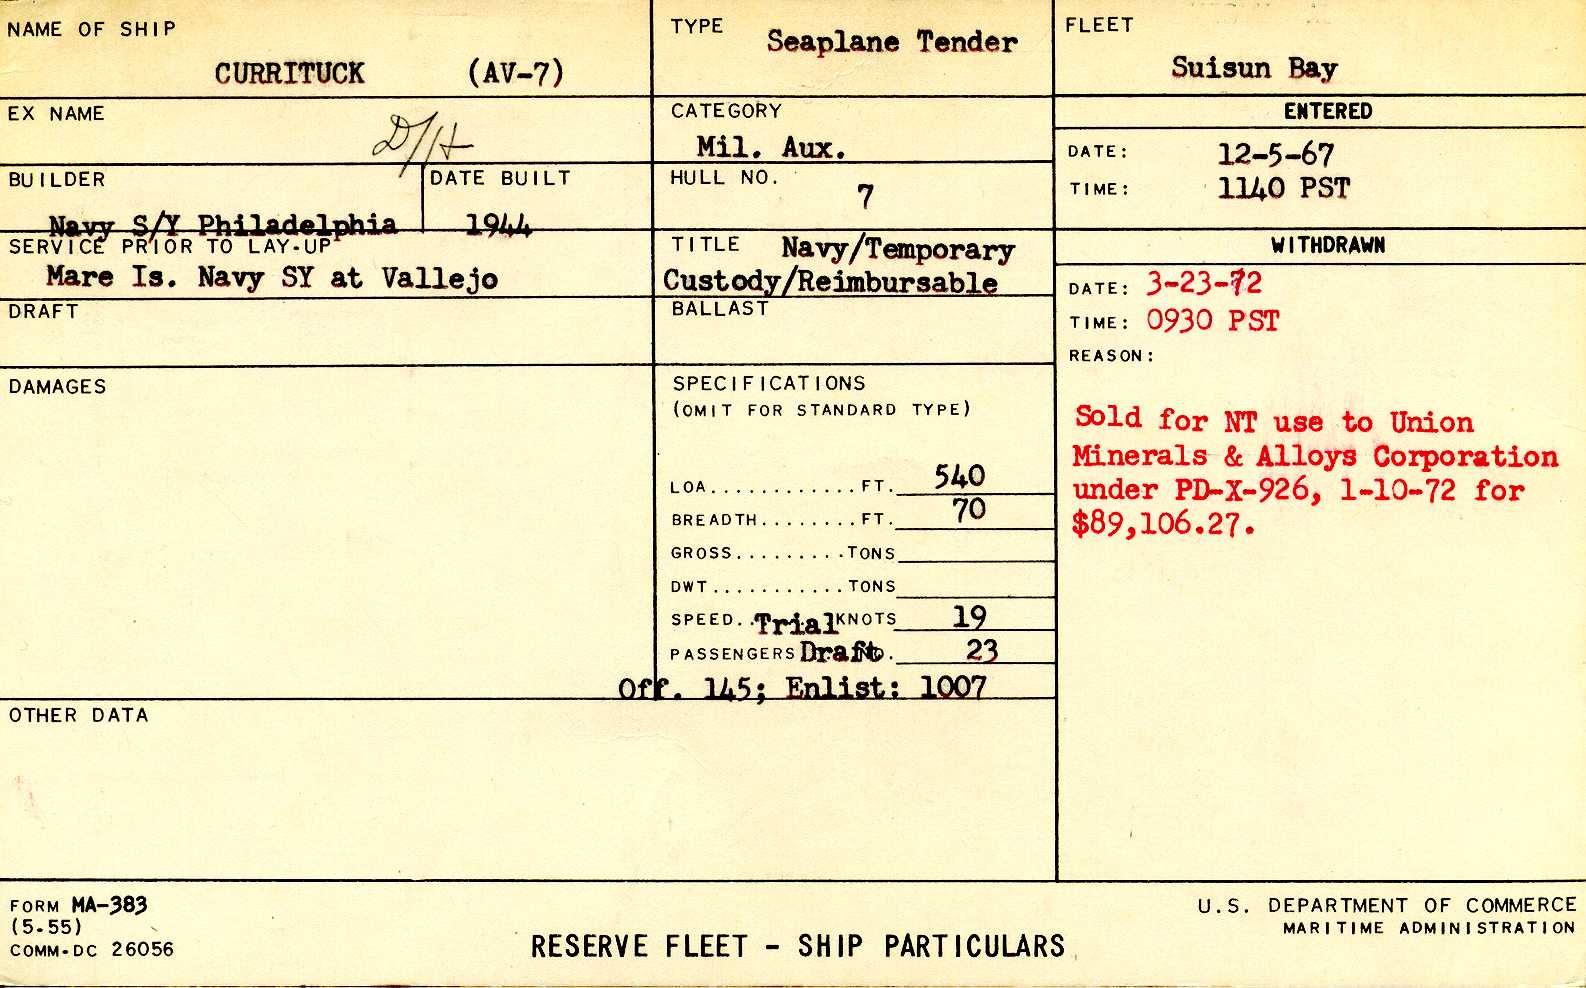 NAME OF SHIP
CURRITUCK (AV-7)
TYPE
Seaplane Tender
FLEET
Suisun Bay
EX NAME
D/H
CATEGORY
Mil. Aux.
ENTERED
DATE: 12-5-67
TIME: 1140 PST
BUILDER
Navy S/Y Philadelphia
DATE BUILT
1944
HULL NO.
7
SERVICE PRIOR TO LAY-UP
Mare Is. Navy SY at Vallejo
TITLE Navy/Temporary
Custody/Reimbursable
WITHDRAWN
DATE: 3-23-72
TIME: 0930 PST
REASON:
Sold for NT use to Union
Minerals & Alloys Corporation
under PD-X-926, 1-10-72 for
$89,106.27.
DRAFT
BALLAST
DAMAGES
SPECIFICATIONS
(OMIT FOR STANDARD TYPE)
LOA............FT. 540
BREADTH........FT. 70
GROSS.........TONS
DWT...........TONS
SPEED..Trial KNOTS 19
PASSENGERS Draft NO. 23
Off. 145; Enlist: 1007
OTHER DATA
FORM MA-383
(5-55)
COMM-DC 26056
RESERVE FLEET - SHIP PARTICULARS
U.S. DEPARTMENT OF COMMERCE
MARITIME ADMINISTRATION